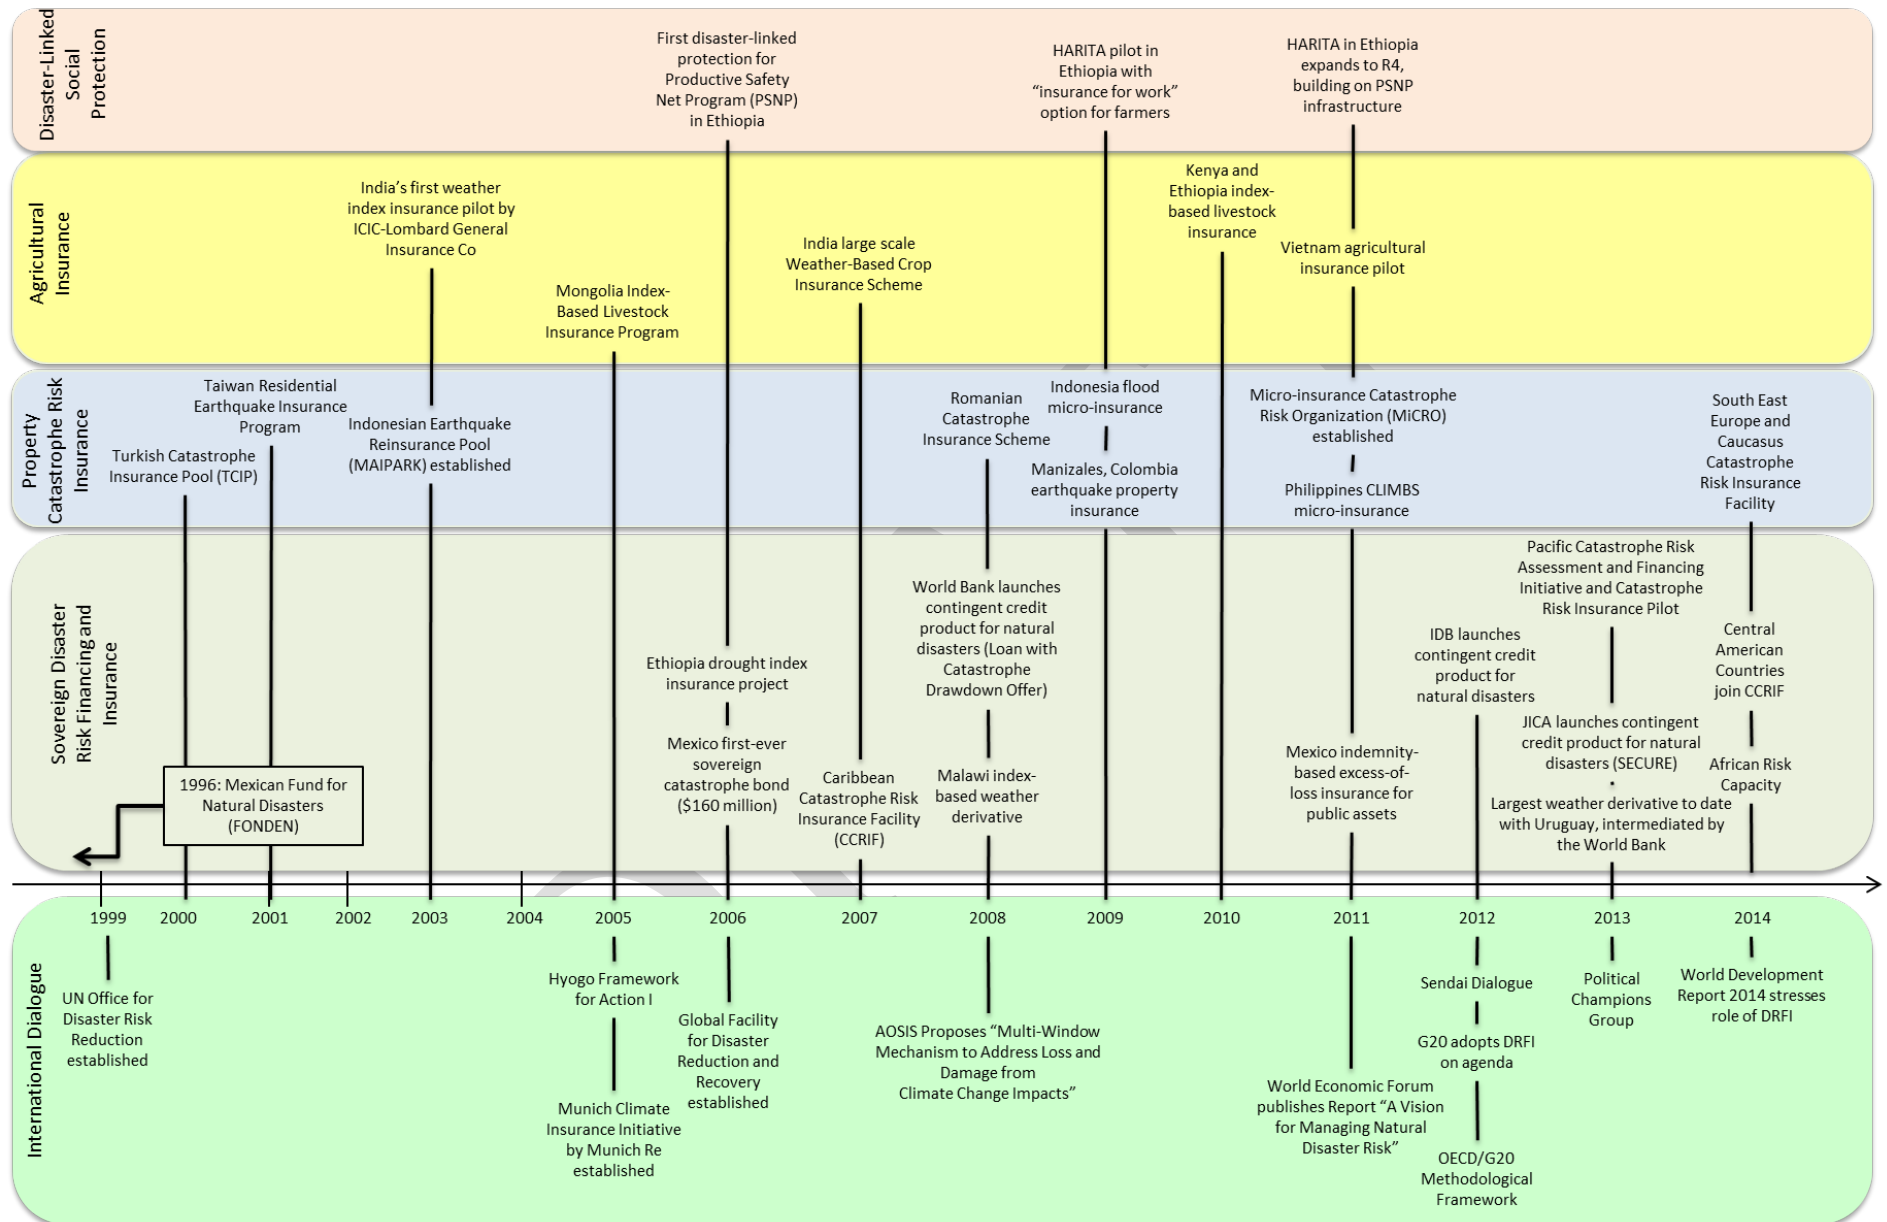 Disaster-Linked
Social
Protection
First disaster-linked
protection for
Productive Safety
Net Program (PSNP)
in Ethiopia
HARITA pilot in
Ethiopia with
“insurance for work”
option for farmers
HARITA in Ethiopia
expands to R4,
building on PSNP
infrastructure
Agricultural
Insurance
India’s first weather
index insurance pilot by
ICIC-Lombard General
Insurance Co
Mongolia Index-
Based Livestock
Insurance Program
India large scale
Weather-Based Crop
Insurance Scheme
Kenya and
Ethiopia index-
based livestock
insurance
Vietnam agricultural
insurance pilot
Property
Catastrophe Risk
Insurance
Turkish Catastrophe
Insurance Pool (TCIP)
Taiwan Residential
Earthquake Insurance
Program
Indonesian Earthquake
Reinsurance Pool
(MAIPARK) established
Romanian
Catastrophe
Insurance Scheme
Indonesia flood
micro-insurance
Manizales, Colombia
earthquake property
insurance
Micro-insurance Catastrophe
Risk Organization (MiCRO)
established
Philippines CLIMBS
micro-insurance
South East
Europe and
Caucasus
Catastrophe
Risk Insurance
Facility
Sovereign Disaster
Risk Financing and
Insurance
1996: Mexican Fund for
Natural Disasters
(FONDEN)
Ethiopia drought index
insurance project
Mexico first-ever
sovereign
catastrophe bond
($160 million)
Caribbean
Catastrophe Risk
Insurance Facility
(CCRIF)
World Bank launches
contingent credit
product for natural
disasters (Loan with
Catastrophe
Drawdown Offer)
Malawi index-
based weather
derivative
Mexico indemnity-
based excess-of-
loss insurance for
public assets
IDB launches
contingent credit
product for
natural disasters
Pacific Catastrophe Risk
Assessment and Financing
Initiative and Catastrophe
Risk Insurance Pilot
JICA launches contingent
credit product for natural
disasters (SECURE)
Largest weather derivative to date
with Uruguay, intermediated by
the World Bank
Central
American
Countries
join CCRIF
African Risk
Capacity
1999 2000 2001 2002 2003 2004 2005 2006 2007 2008 2009 2010 2011 2012 2013 2014
International Dialogue
UN Office for
Disaster Risk
Reduction
established
Hyogo Framework
for Action I
Munich Climate
Insurance Initiative
by Munich Re
established
Global Facility
for Disaster
Reduction and
Recovery
established
AOSIS Proposes “Multi-Window
Mechanism to Address Loss and
Damage from
Climate Change Impacts”
World Economic Forum
publishes Report “A Vision
for Managing Natural
Disaster Risk”
Sendai Dialogue
G20 adopts DRFI
on agenda
OECD/G20
Methodological
Framework
Political
Champions
Group
World Development
Report 2014 stresses
role of DRFI